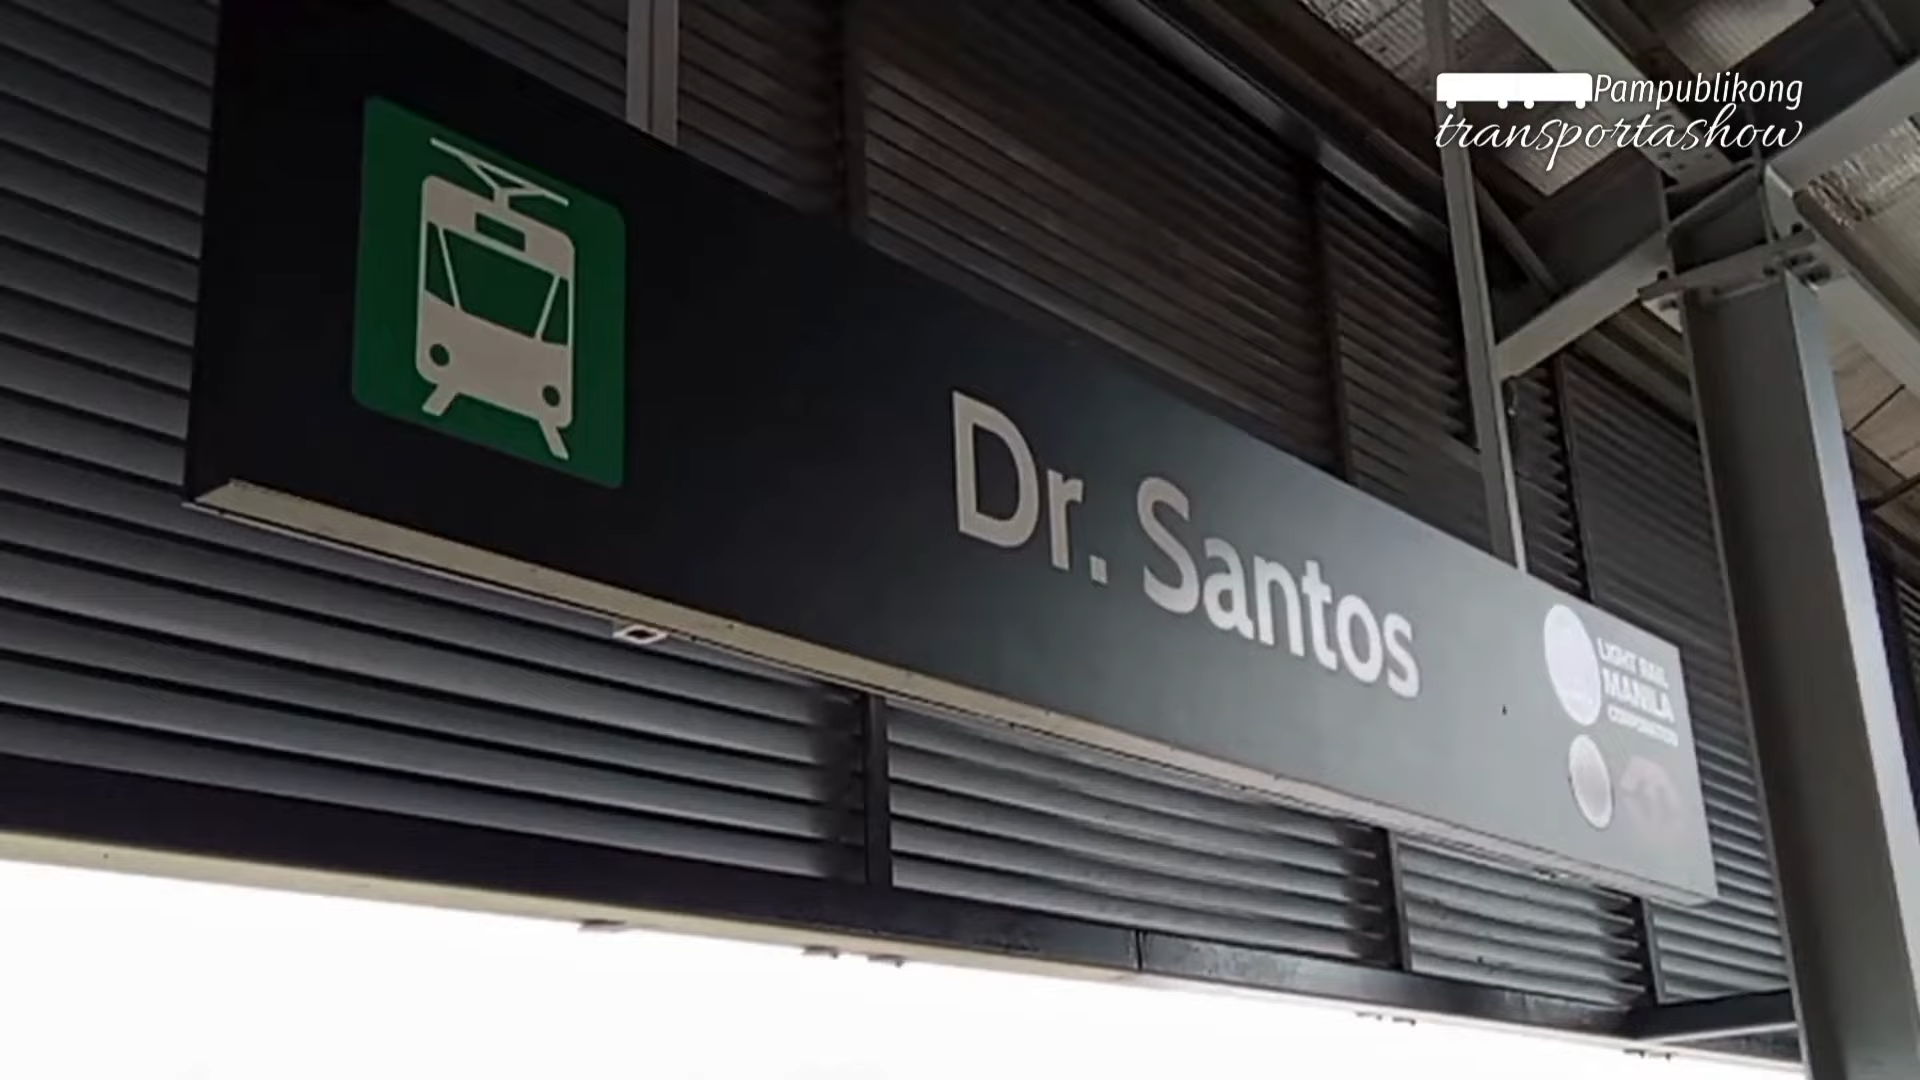 Pampublikong
transportashow
Dr. Santos
LIGHT RAIL
MANILA
CORPORATION